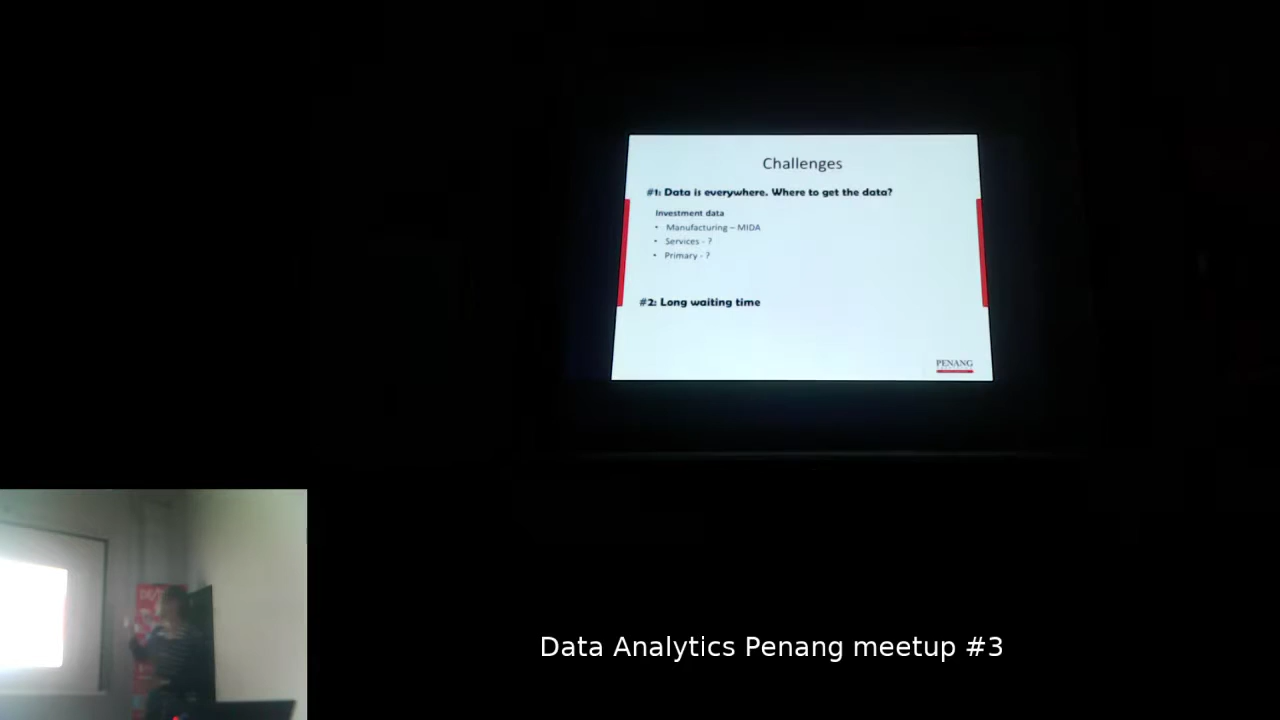 Challenges
#1: Data is everywhere. Where to get the data?
Investment data
• Manufacturing – MIDA
• Services - ?
• Primary - ?
#2: Long waiting time
PENANG
Data Analytics Penang meetup #3